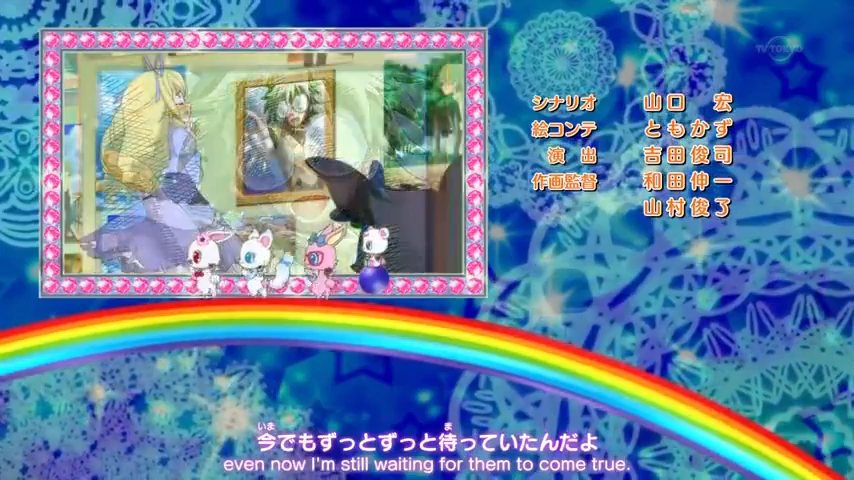 TV TOKYO
シナリオ 山口 宏
絵コンテ ともかず
演出 吉田俊司
作画監督 和田伸一
山村俊了
いま ま
今でもずっとずっと待っていたんだよ
even now I'm still waiting for them to come true.